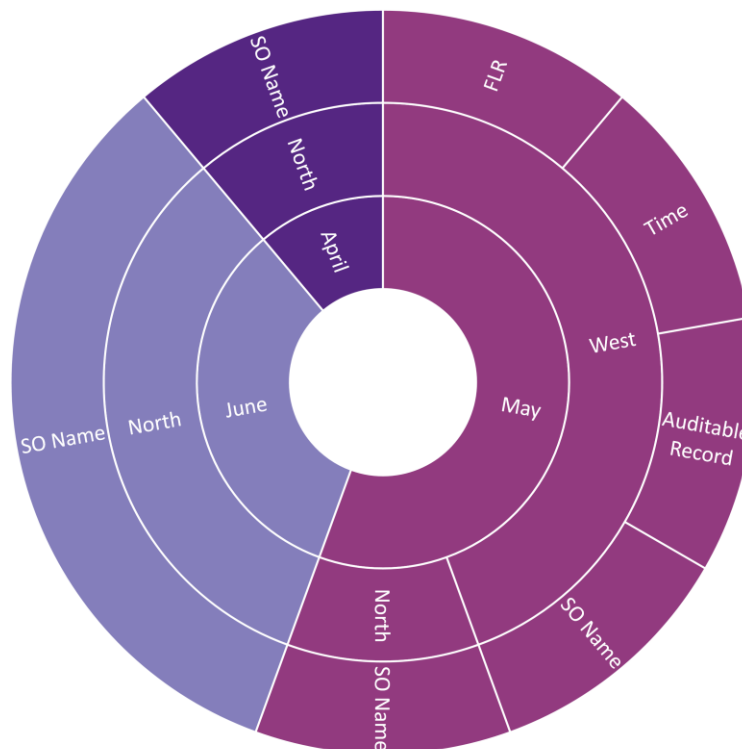 SO Name
FLR
North
Time
April
West
June
May
North
SO Name
Auditable
Record
North
SO Name
SO Name